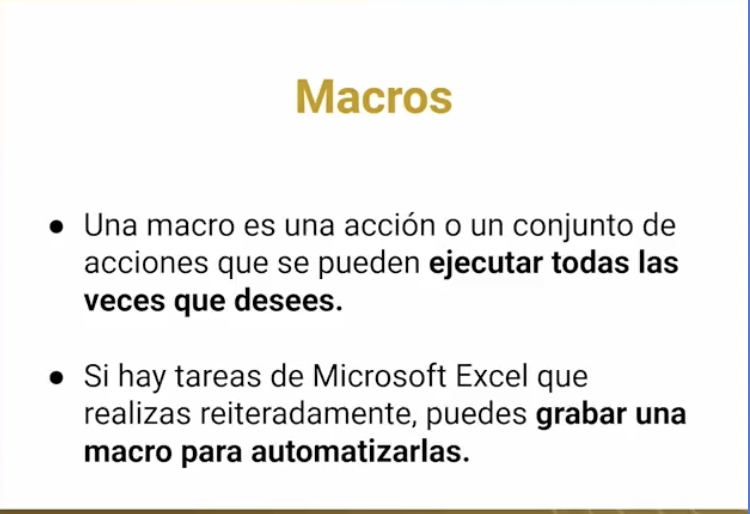 Macros
● Una macro es una acción o un conjunto de
acciones que se pueden ejecutar todas las
veces que desees.
● Si hay tareas de Microsoft Excel que
realizas reiteradamente, puedes grabar una
macro para automatizarlas.